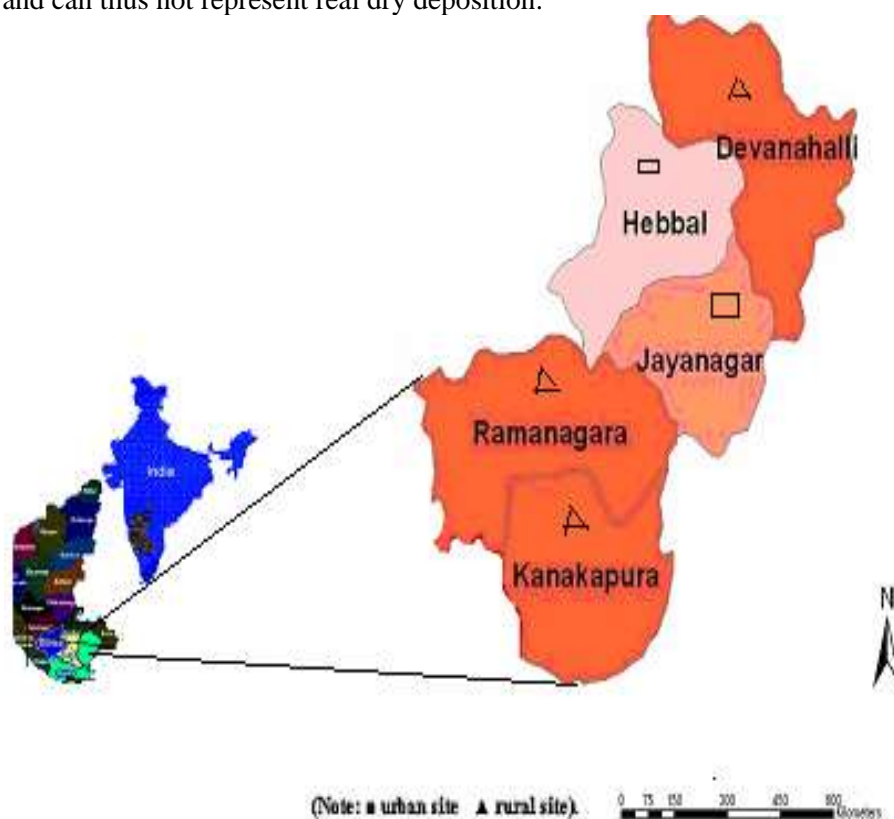 and can thus not represent real dry deposition.
Devanahalli
Hebbal
Jayanagar
Ramanagara
India
Kanakapura
N
(Note: ■ urban site ▲ rural site).
0 75 150 300 450 600
Kilometers